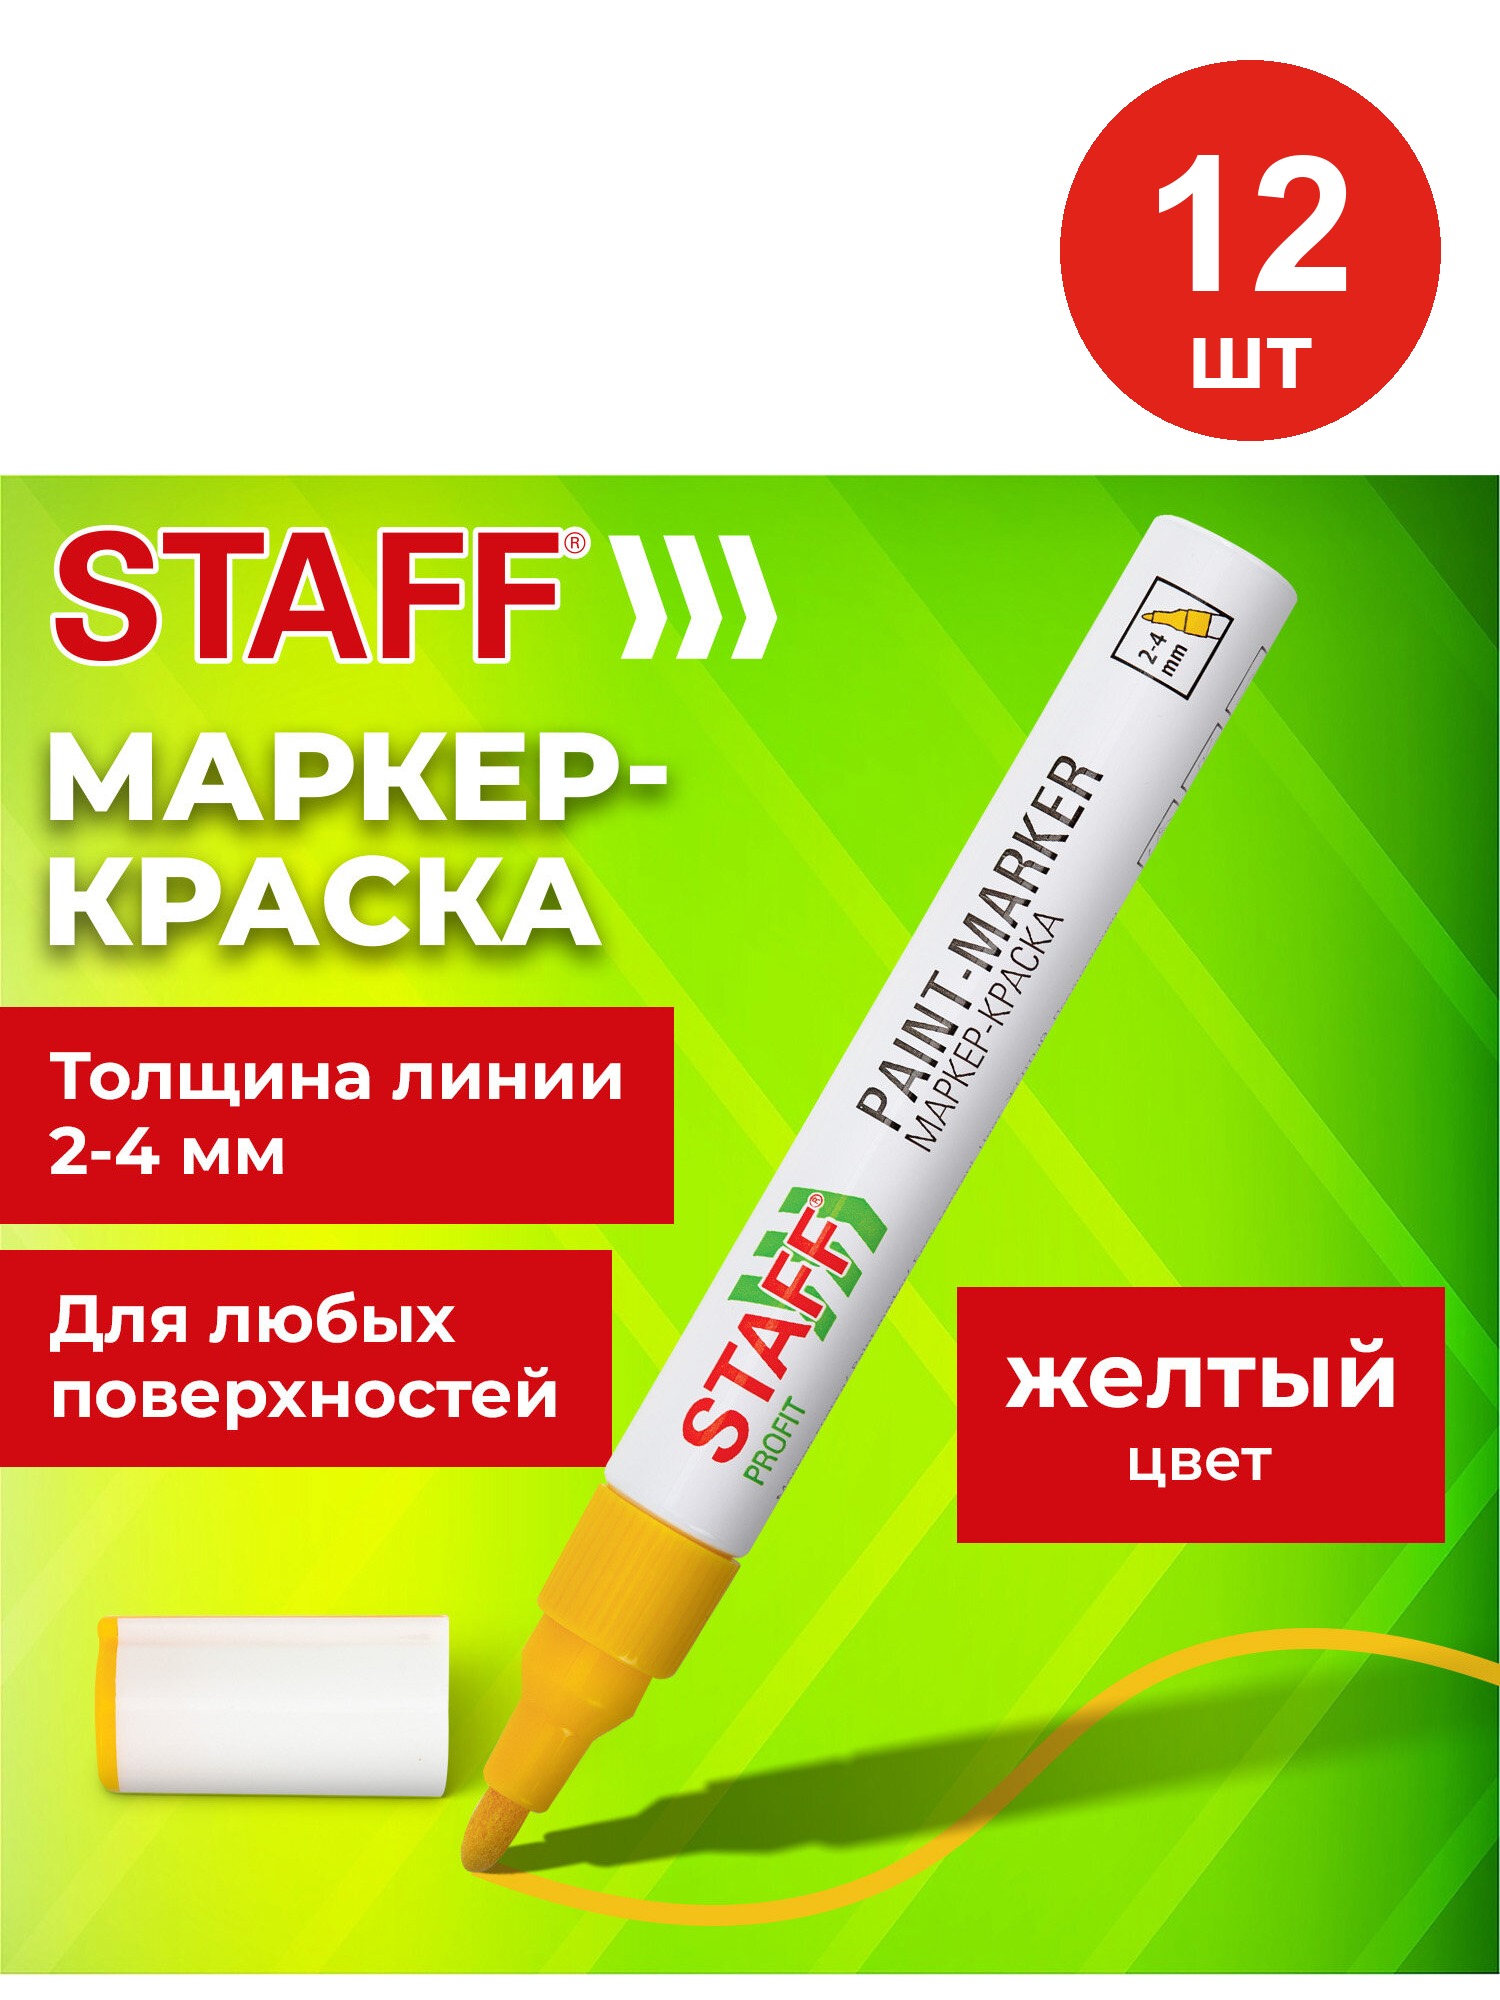 12
шт
STAFF®
МАРКЕР-
КРАСКА
Толщина линии
2-4 мм
Для любых
поверхностей
желтый
цвет
2-4
mm
PAINT-MARKER
МАРКЕР-КРАСКА
STAFF®
PROFIT